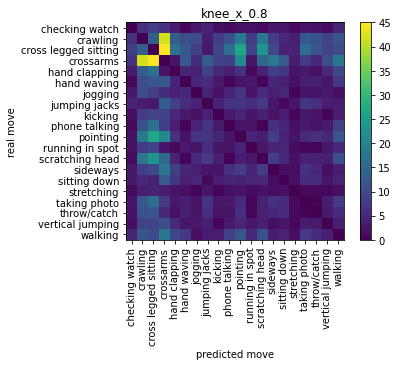 knee_x_0.8
real move
checking watch
crawling
cross legged sitting
crossarms
hand clapping
hand waving
jogging
jumping jacks
kicking
phone talking
pointing
running in spot
scratching head
sideways
sitting down
stretching
taking photo
throw/catch
vertical jumping
walking
checking watch
crawling
cross legged sitting
crossarms
hand clapping
hand waving
jogging
jumping jacks
kicking
phone talking
pointing
running in spot
scratching head
sideways
sitting down
stretching
taking photo
throw/catch
vertical jumping
walking
predicted move
45
40
35
30
25
20
15
10
5
0